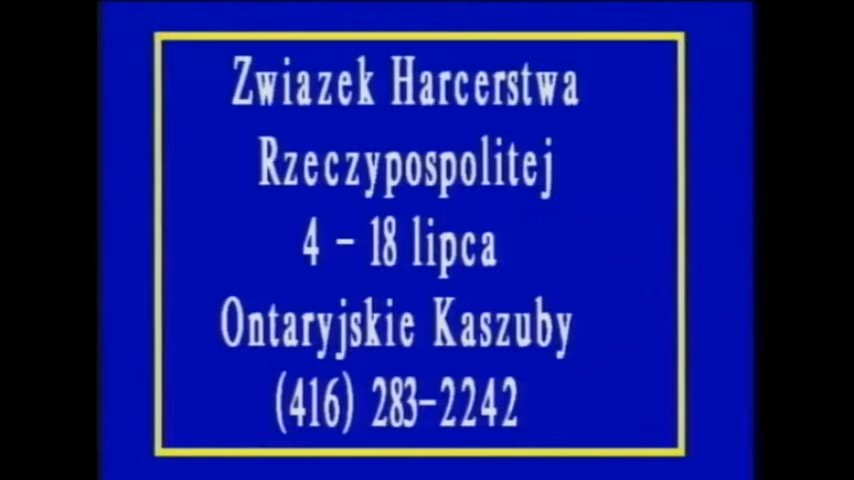 Zwiazek Harcerstwa
Rzeczypospolitej
4 - 18 lipca
Ontaryjskie Kaszuby
(416) 283-2242